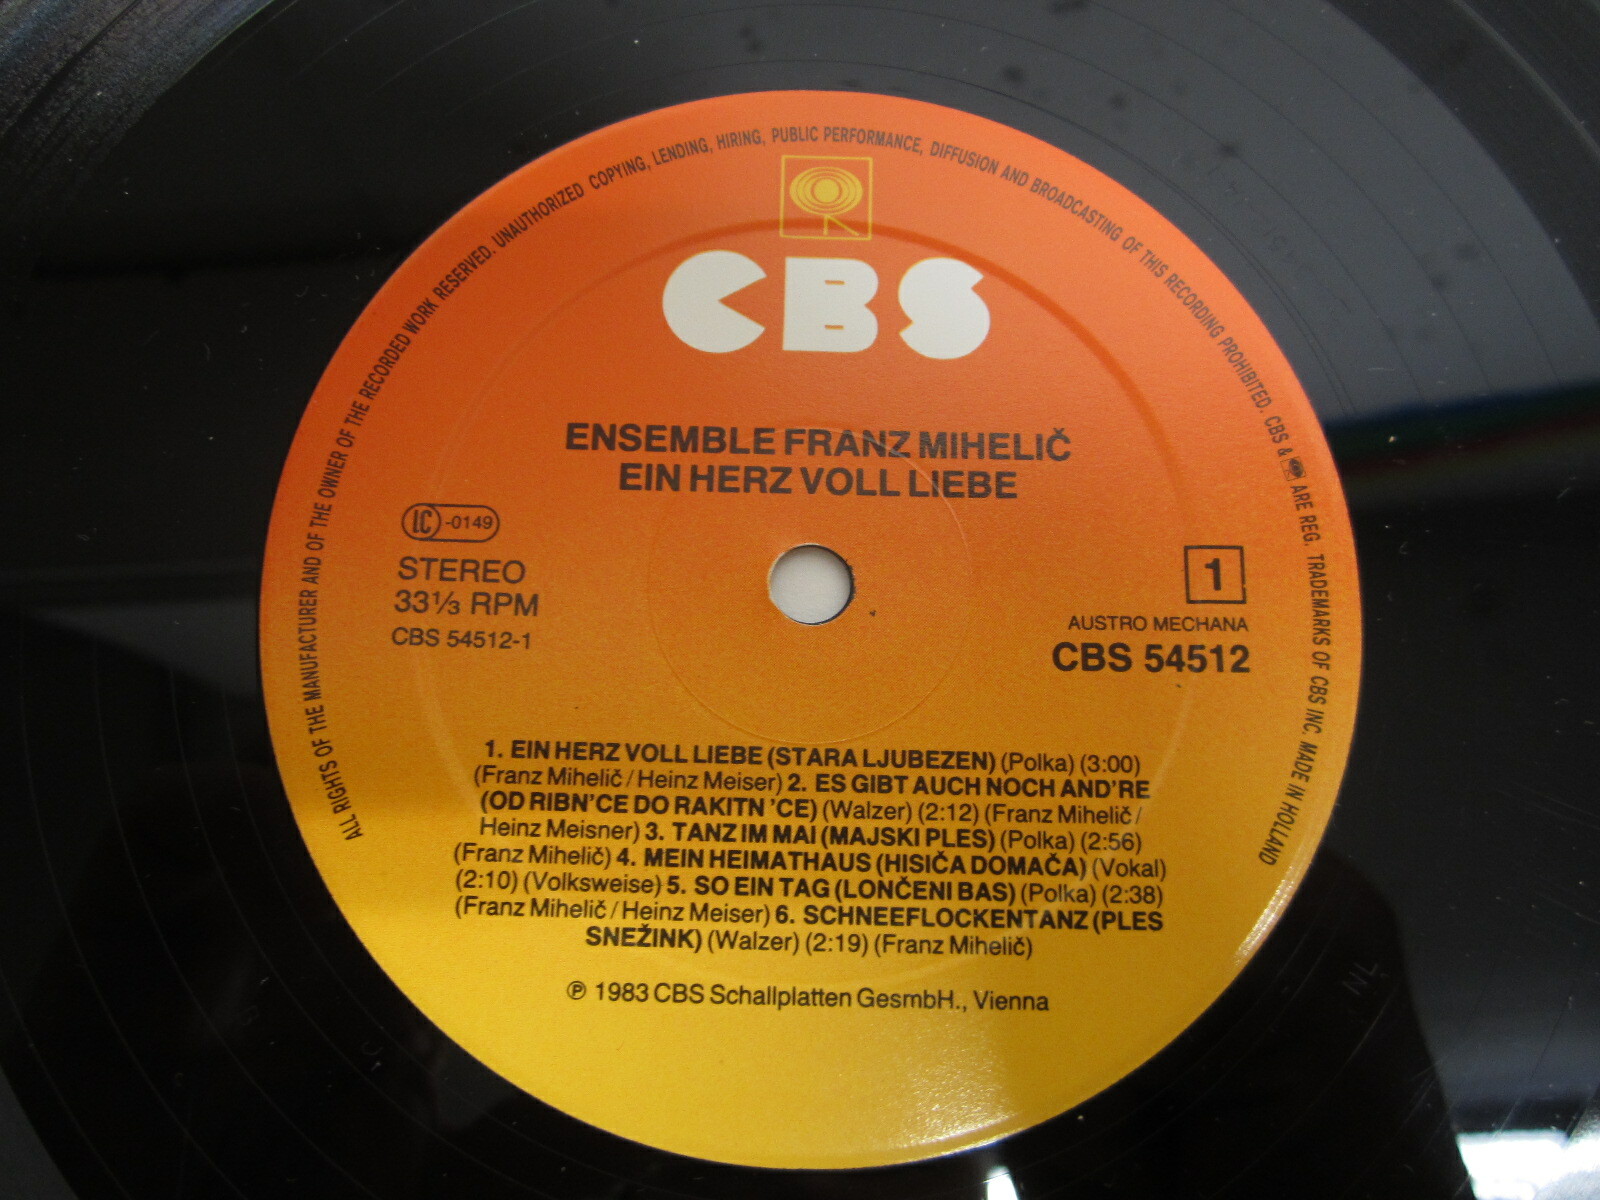 ALL RIGHTS OF THE MANUFACTURER AND OF THE OWNER OF THE RECORDED WORK RESERVED. UNAUTHORIZED COPYING, LENDING, HIRING, PUBLIC PERFORMANCE, DIFFUSION AND BROADCASTING OF THIS RECORDING PROHIBITED. CBS & ARE REG. TRADEMARKS OF CBS INC. MADE IN HOLLAND
CBS
ENSEMBLE FRANZ MIHELIČ
EIN HERZ VOLL LIEBE
LC -0149
STEREO
33⅓ RPM
CBS 54512-1
1
AUSTRO MECHANA
CBS 54512
1. EIN HERZ VOLL LIEBE (STARA LJUBEZEN) (Polka) (3:00)
(Franz Mihelič / Heinz Meiser) 2. ES GIBT AUCH NOCH AND'RE
(OD RIBN'CE DO RAKITN 'CE) (Walzer) (2:12) (Franz Mihelič /
Heinz Meisner) 3. TANZ IM MAI (MAJSKI PLES) (Polka) (2:56)
(Franz Mihelič) 4. MEIN HEIMATHAUS (HISIČA DOMAČA) (Vokal)
(2:10) (Volksweise) 5. SO EIN TAG (LONČENI BAS) (Polka) (2:38)
(Franz Mihelič / Heinz Meiser) 6. SCHNEEFLOCKENTANZ (PLES
SNEŽINK) (Walzer) (2:19) (Franz Mihelič)
℗ 1983 CBS Schallplatten GesmbH., Vienna
NL